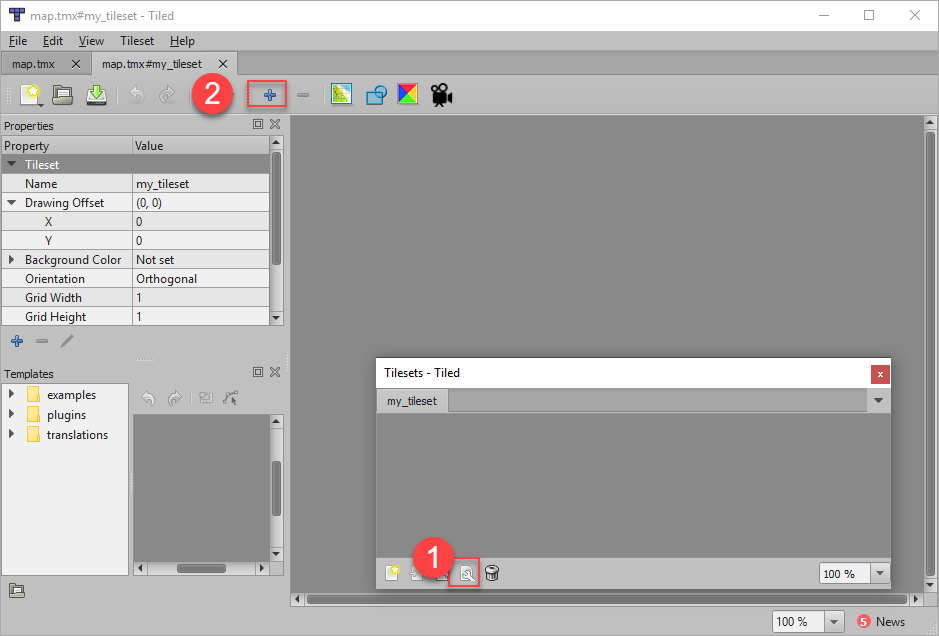 map.tmx#my_tileset - Tiled
File Edit View Tileset Help
map.tmx map.tmx#my_tileset
2
Properties
Property Value
Tileset
Name my_tileset
Drawing Offset (0, 0)
X 0
Y 0
Background Color Not set
Orientation Orthogonal
Grid Width 1
Grid Height 1
Templates
examples
plugins
translations
Tilesets - Tiled
x
my_tileset
1
100 %
100 % 5 News